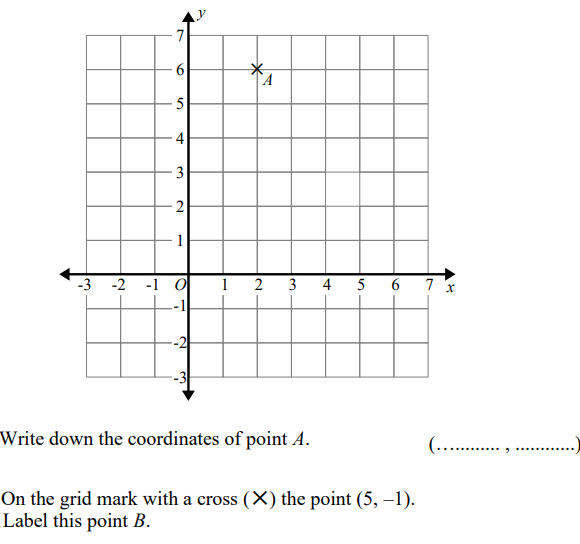 y
7
6
A
5
4
3
2
1
-3 -2 -1 O 1 2 3 4 5 6 7 x
-1
-2
-3
Write down the coordinates of point A. (.............. , ............)
On the grid mark with a cross (✕) the point (5, –1).
Label this point B.